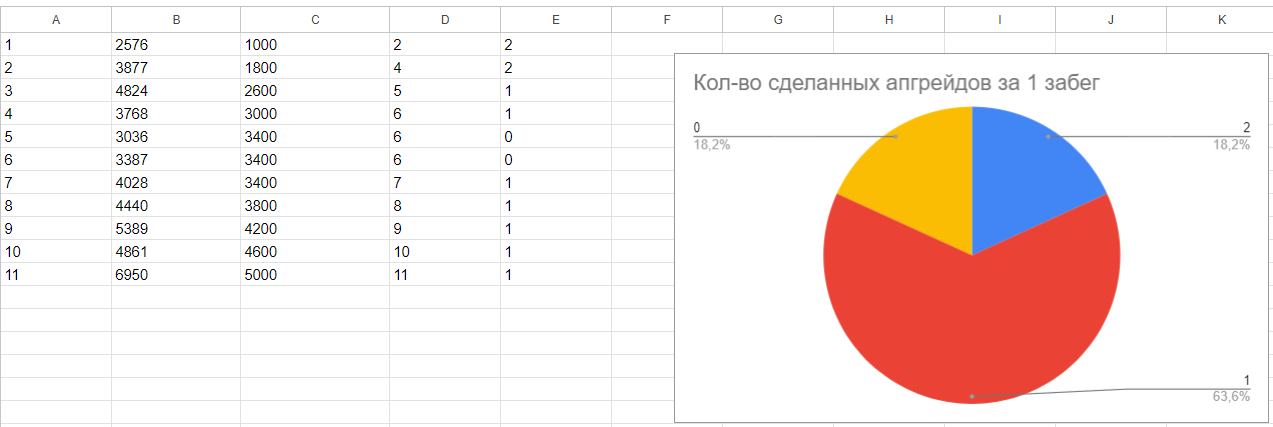 A B C D E F G H I J K
1 2576 1000 2 2
2 3877 1800 4 2
3 4824 2600 5 1
4 3768 3000 6 1
5 3036 3400 6 0
6 3387 3400 6 0
7 4028 3400 7 1
8 4440 3800 8 1
9 5389 4200 9 1
10 4861 4600 10 1
11 6950 5000 11 1
Кол-во сделанных апгрейдов за 1 забег
0
18,2%
2
18,2%
1
63,6%